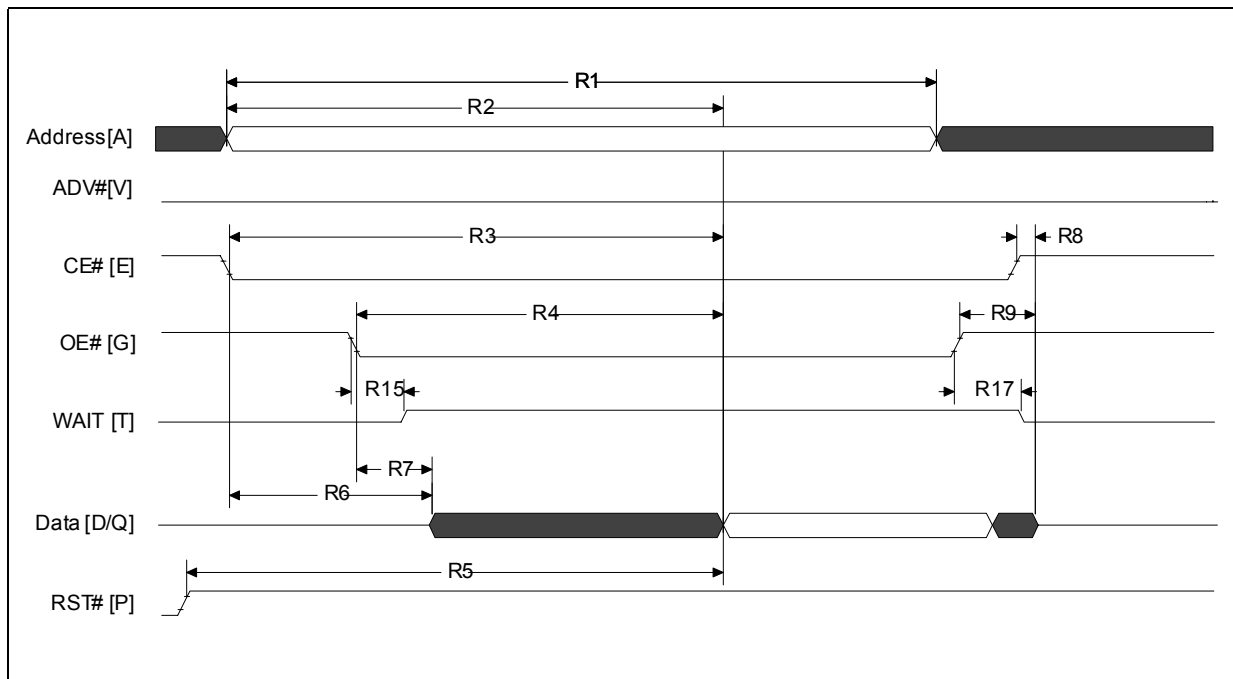 R1
R2
Address[A]
ADV#[V]
R3
R8
CE# [E]
R4
R9
OE# [G]
R15
R17
WAIT [T]
R7
R6
Data [D/Q]
R5
RST# [P]